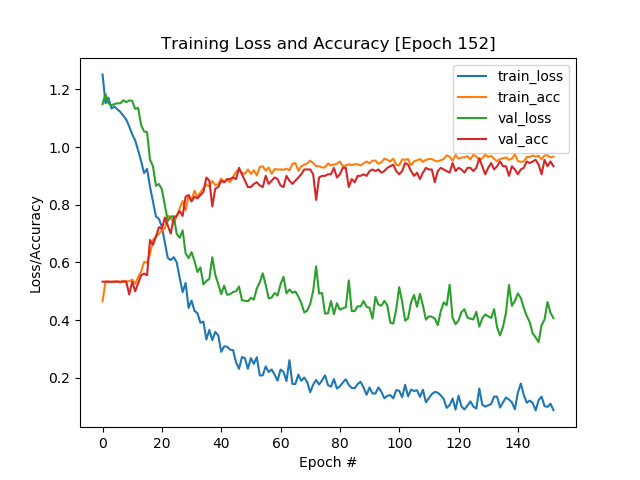 Training Loss and Accuracy [Epoch 152]
train_loss
train_acc
val_loss
val_acc
Loss/Accuracy
1.2
1.0
0.8
0.6
0.4
0.2
0 20 40 60 80 100 120 140
Epoch #